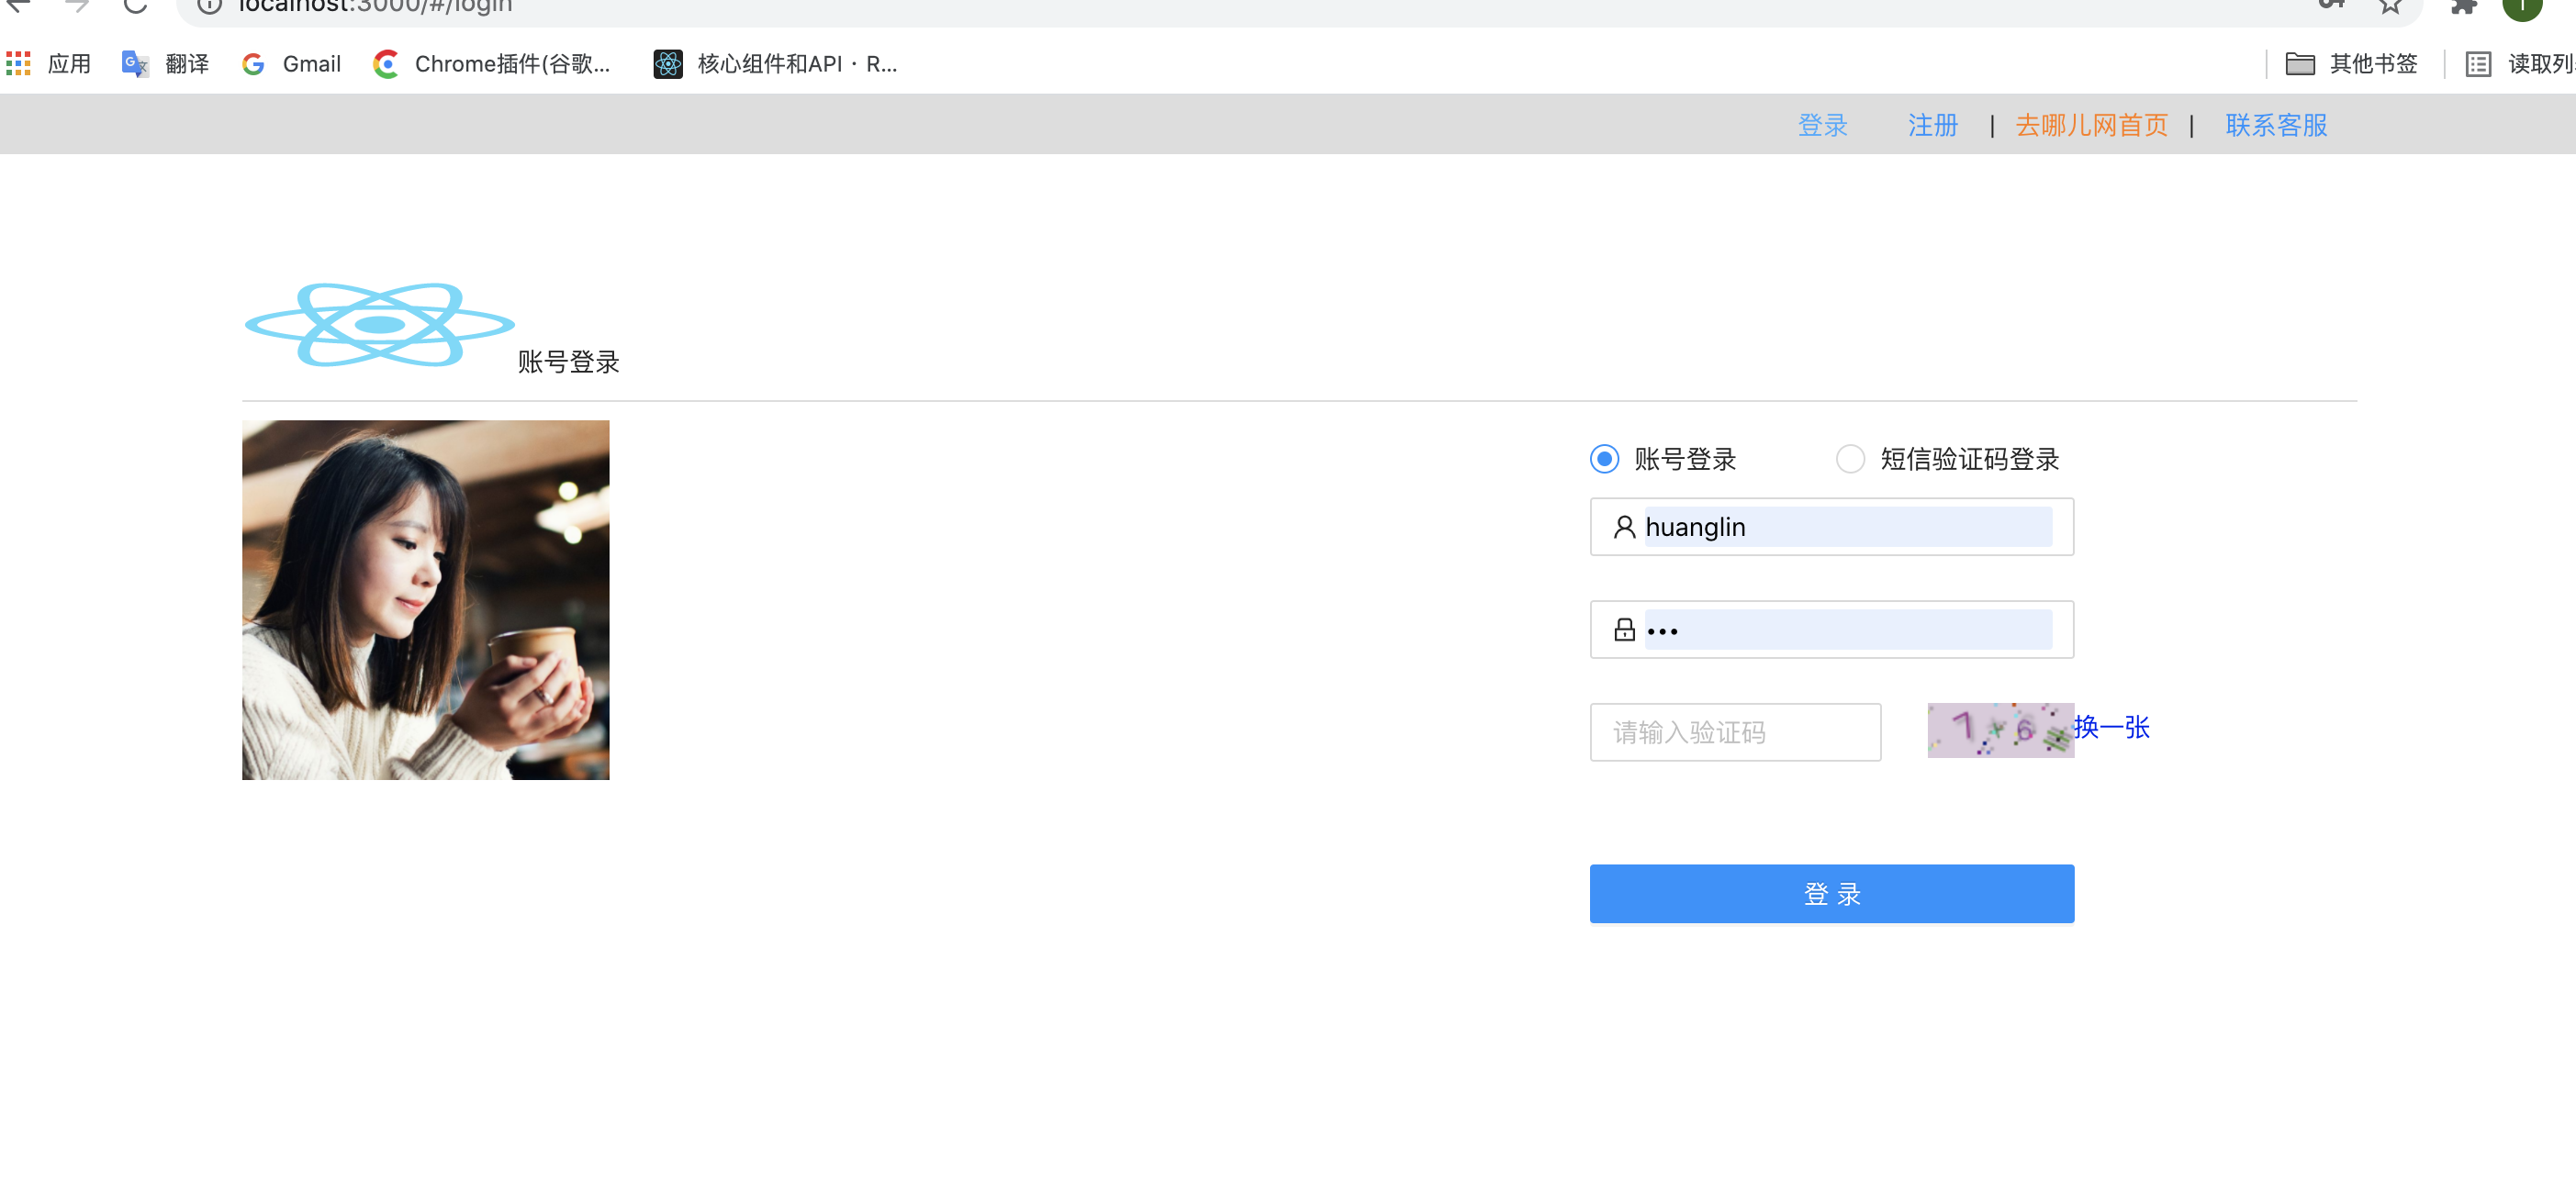 localhost:3000/#/login
应用 翻译 Gmail Chrome插件(谷歌... 核心组件和API · R... 其他书签 读取列
登录 注册 | 去哪儿网首页 | 联系客服
账号登录
账号登录 短信验证码登录
huanglin
•••
请输入验证码 换一张
登 录